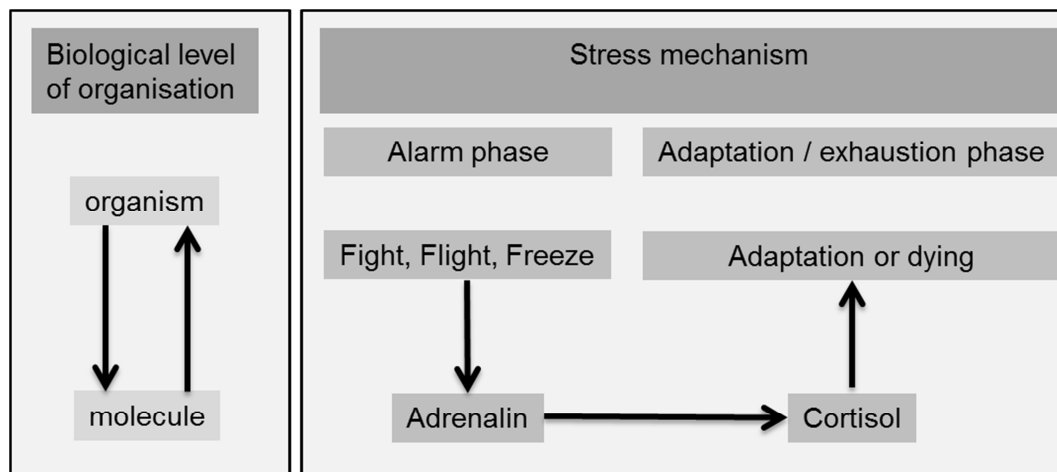 Biological level
of organisation
organism
molecule
Stress mechanism
Alarm phase
Adaptation / exhaustion phase
Fight, Flight, Freeze
Adaptation or dying
Adrenalin
Cortisol